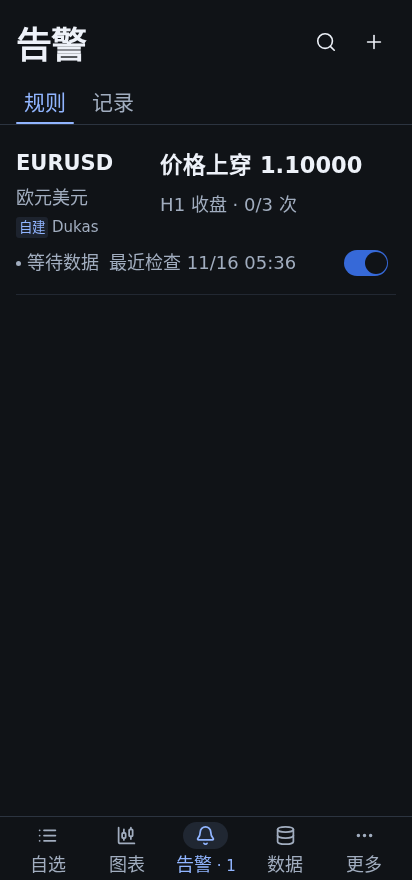 告警
规则 记录
EURUSD 价格上穿 1.10000
欧元美元 H1 收盘 · 0/3 次
自建 Dukas
• 等待数据 最近检查 11/16 05:36
自选 图表 告警 · 1 数据 更多